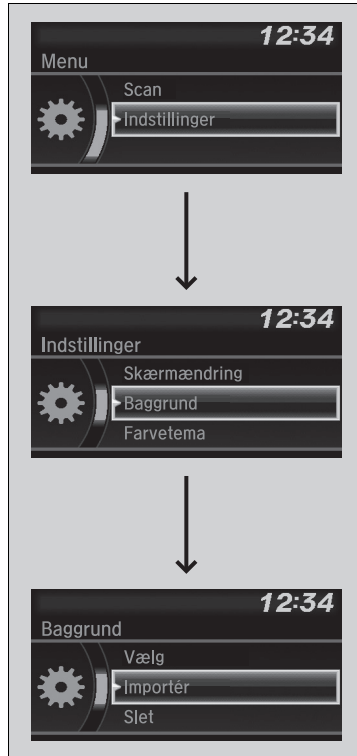 12:34
Menu
Scan
Indstillinger
12:34
Indstillinger
Skærmændring
Baggrund
Farvetema
12:34
Baggrund
Vælg
Importér
Slet